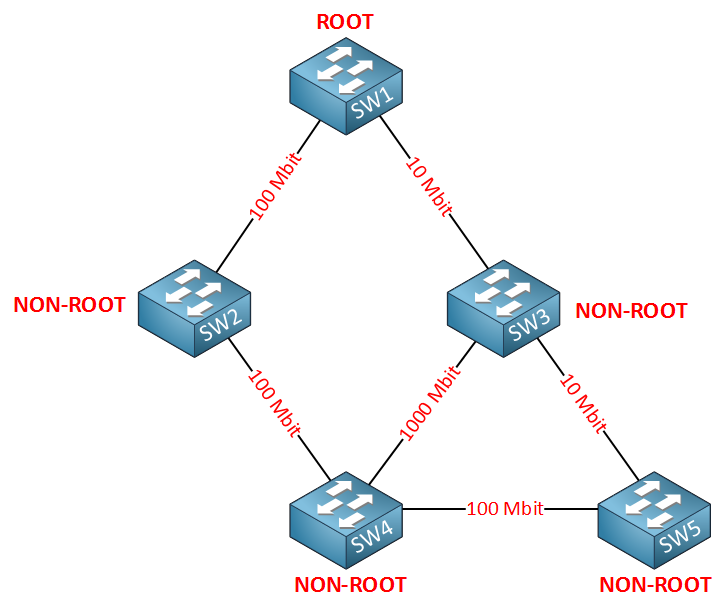 ROOT
SW1
100 Mbit
10 Mbit
NON-ROOT
SW2
SW3
NON-ROOT
100 Mbit
1000 Mbit
10 Mbit
SW4
100 Mbit
SW5
NON-ROOT
NON-ROOT